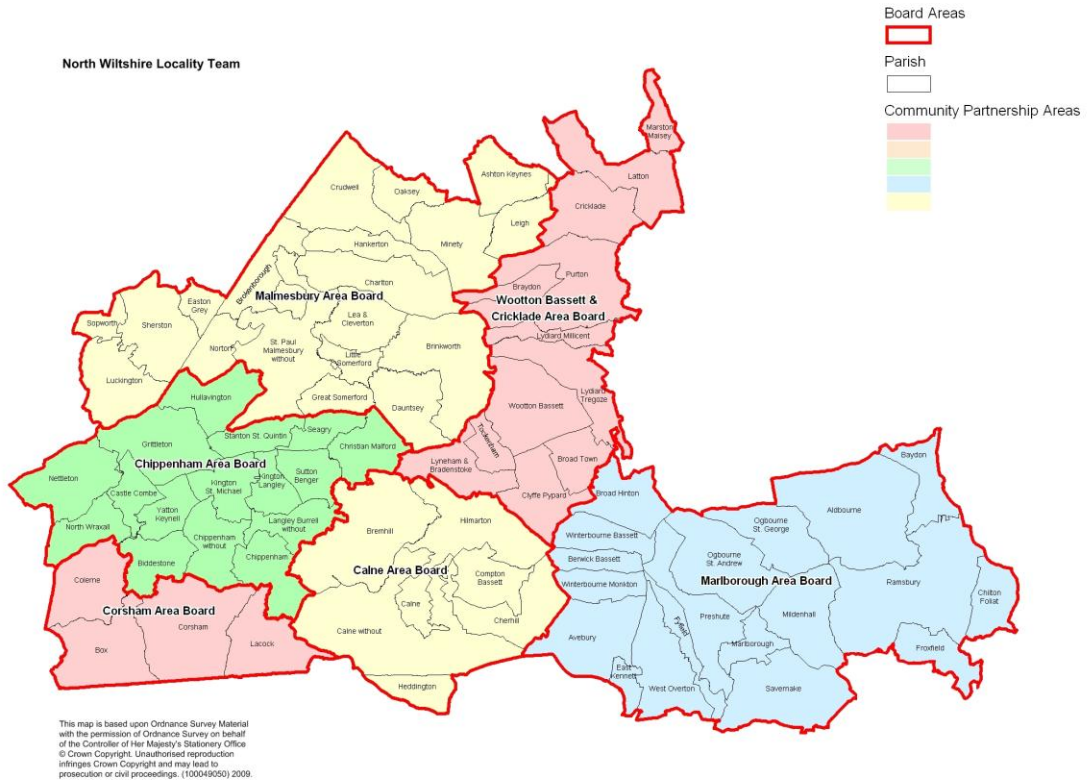 North Wiltshire Locality Team
Board Areas
Parish
Community Partnership Areas
Marston
Maisey
Latton
Cricklade
Ashton Keynes
Oaksey
Crudwell
Leigh
Minety
Hankerton
Purton
Braydon
Charlton
Brokenborough
Malmesbury Area Board
Wootton Bassett &
Cricklade Area Board
Easton
Grey
Lea &
Cleverton
Sopworth
Sherston
Lydiard Millicent
St. Paul
Malmesbury
without
Norton
Brinkworth
Little
Somerford
Luckington
Hullavington
Great Somerford
Dauntsey
Lydiard
Tregoze
Wootton Bassett
Seagry
Stanton St. Quintin
Christian Malford
Grittleton
Tockenham
Lyneham &
Bradenstoke
Broad Town
Baydon
Chippenham Area Board
Nettleton
Kington
St. Michael
Kington
Langley
Sutton
Benger
Castle Combe
Clyffe Pypard
Broad Hinton
Yatton
Keynell
Aldbourne
North Wraxall
Langley Burrell
without
Hilmarton
Ogbourne
St. George
Bremhill
Winterbourne Bassett
Chippenham
without
Chippenham
Biddestone
Berwick Bassett
Ogbourne
St. Andrew
Colerne
Calne Area Board
Compton
Bassett
Winterbourne Monkton
Marlborough Area Board
Ramsbury
Chilton
Foliat
Corsham Area Board
Calne
Corsham
Cherhill
Preshute
Mildenhall
Fyfield
Box
Lacock
Calne without
Avebury
Marlborough
Froxfield
East
Kennett
Heddington
West Overton
Savernake
This map is based upon Ordnance Survey Material
with the permission of Ordnance Survey on behalf
of the Controller of Her Majesty's Stationery Office
© Crown Copyright. Unauthorised reproduction
infringes Crown Copyright and may lead to
prosecution or civil proceedings. (100049050) 2009.